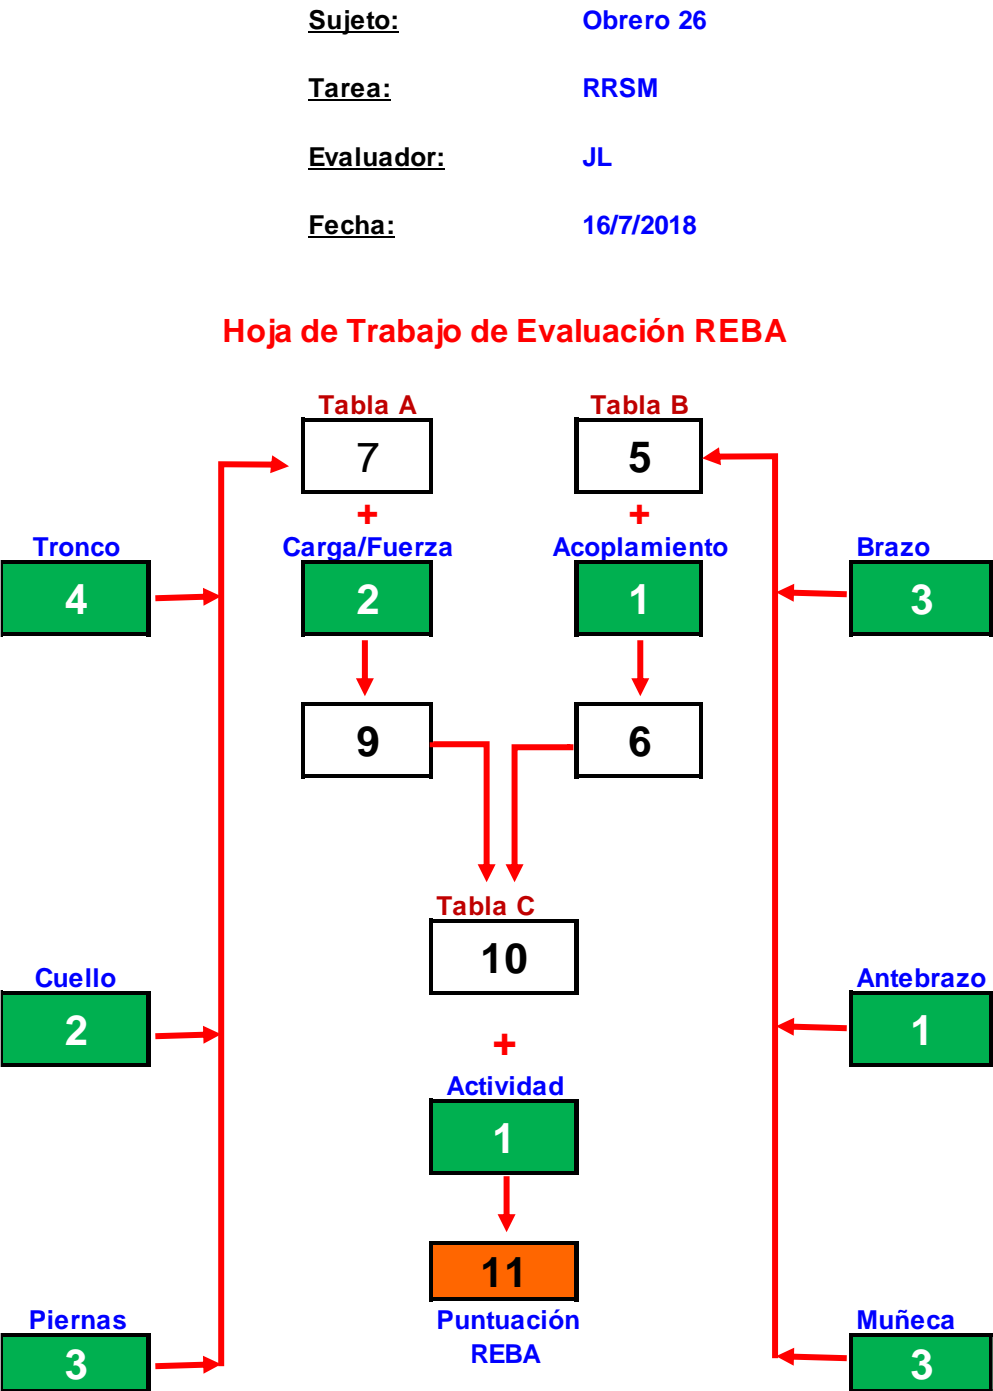 Sujeto: Obrero 26
Tarea: RRSM
Evaluador: JL
Fecha: 16/7/2018
Hoja de Trabajo de Evaluación REBA
Tabla A Tabla B
7 5
+ +
Tronco Carga/Fuerza Acoplamiento Brazo
4 2 1 3
9 6
Tabla C
10
Cuello Antebrazo
2 1
+
Actividad
1
11
Piernas Puntuación Muñeca
REBA
3 3